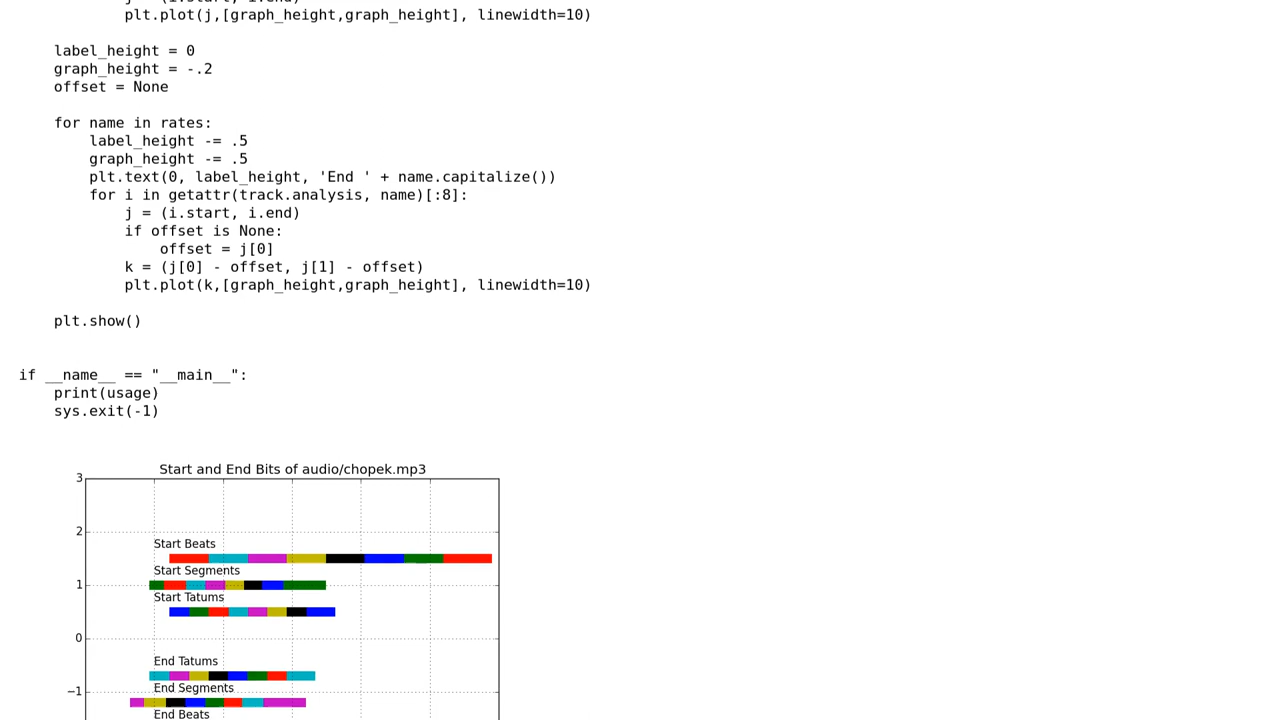 plt.plot(j,[graph_height,graph_height], linewidth=10)
label_height = 0
graph_height = -.2
offset = None
for name in rates:
label_height -= .5
graph_height -= .5
plt.text(0, label_height, 'End ' + name.capitalize())
for i in getattr(track.analysis, name)[:8]:
j = (i.start, i.end)
if offset is None:
offset = j[0]
k = (j[0] - offset, j[1] - offset)
plt.plot(k,[graph_height,graph_height], linewidth=10)
plt.show()
if __name__ == "__main__":
print(usage)
sys.exit(-1)
Start and End Bits of audio/chopek.mp3
3
2
Start Beats
Start Segments
1
Start Tatums
0
End Tatums
End Segments
−1
End Beats